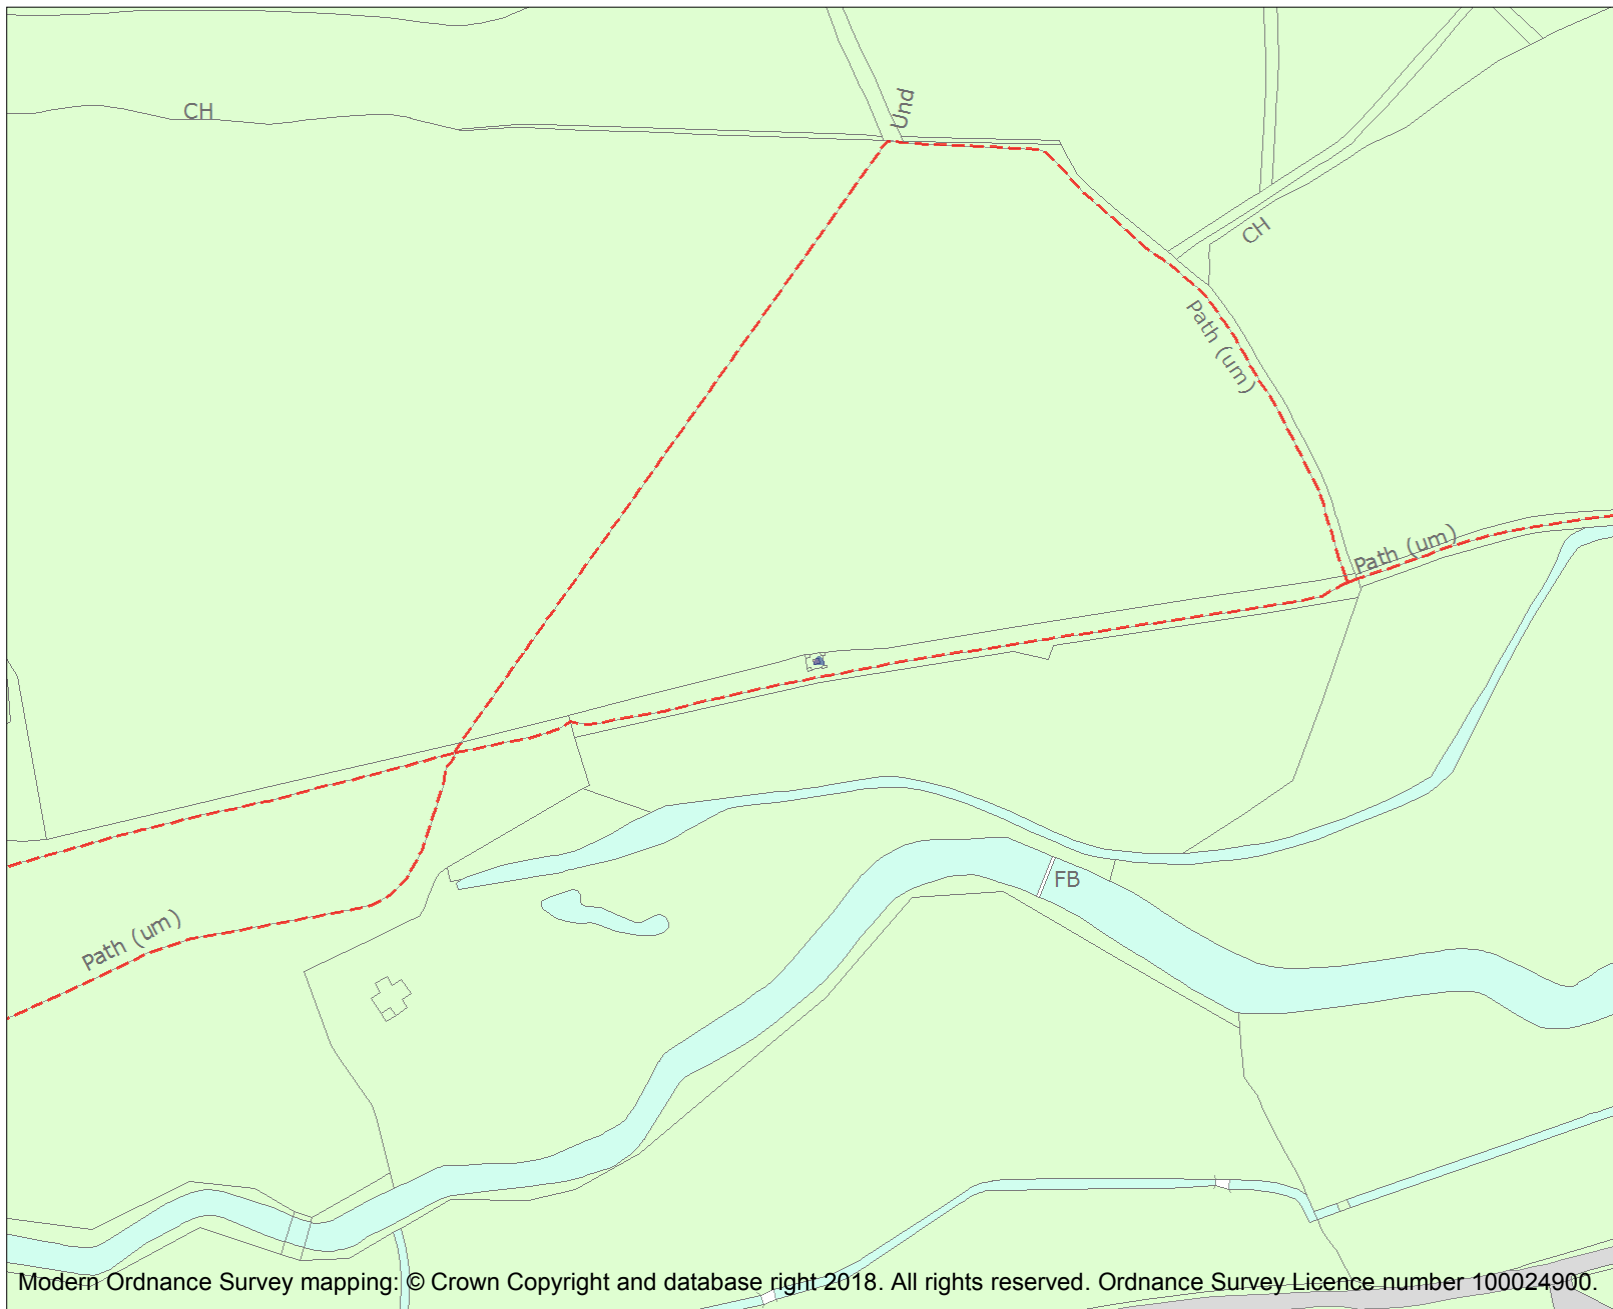 Und
CH
CH
Path (um)
Path (um)
FB
Path (um)
Modern Ordnance Survey mapping: © Crown Copyright and database right 2018. All rights reserved. Ordnance Survey Licence number 100024900.